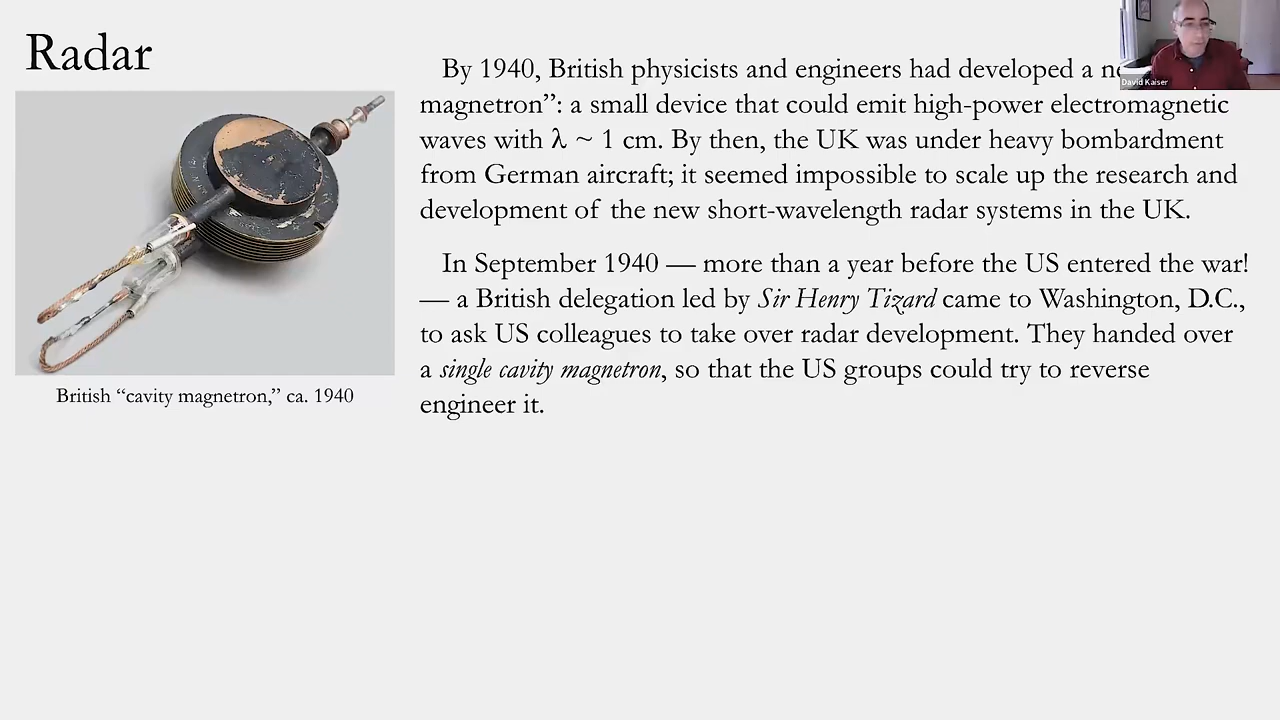 Radar
By 1940, British physicists and engineers had developed a
magnetron”: a small device that could emit high-power electromagnetic
waves with λ ~ 1 cm. By then, the UK was under heavy bombardment
from German aircraft; it seemed impossible to scale up the research and
development of the new short-wavelength radar systems in the UK.
In September 1940 — more than a year before the US entered the war!
— a British delegation led by Sir Henry Tizard came to Washington, D.C.,
to ask US colleagues to take over radar development. They handed over
a single cavity magnetron, so that the US groups could try to reverse
engineer it.
British “cavity magnetron,” ca. 1940
David Kaiser